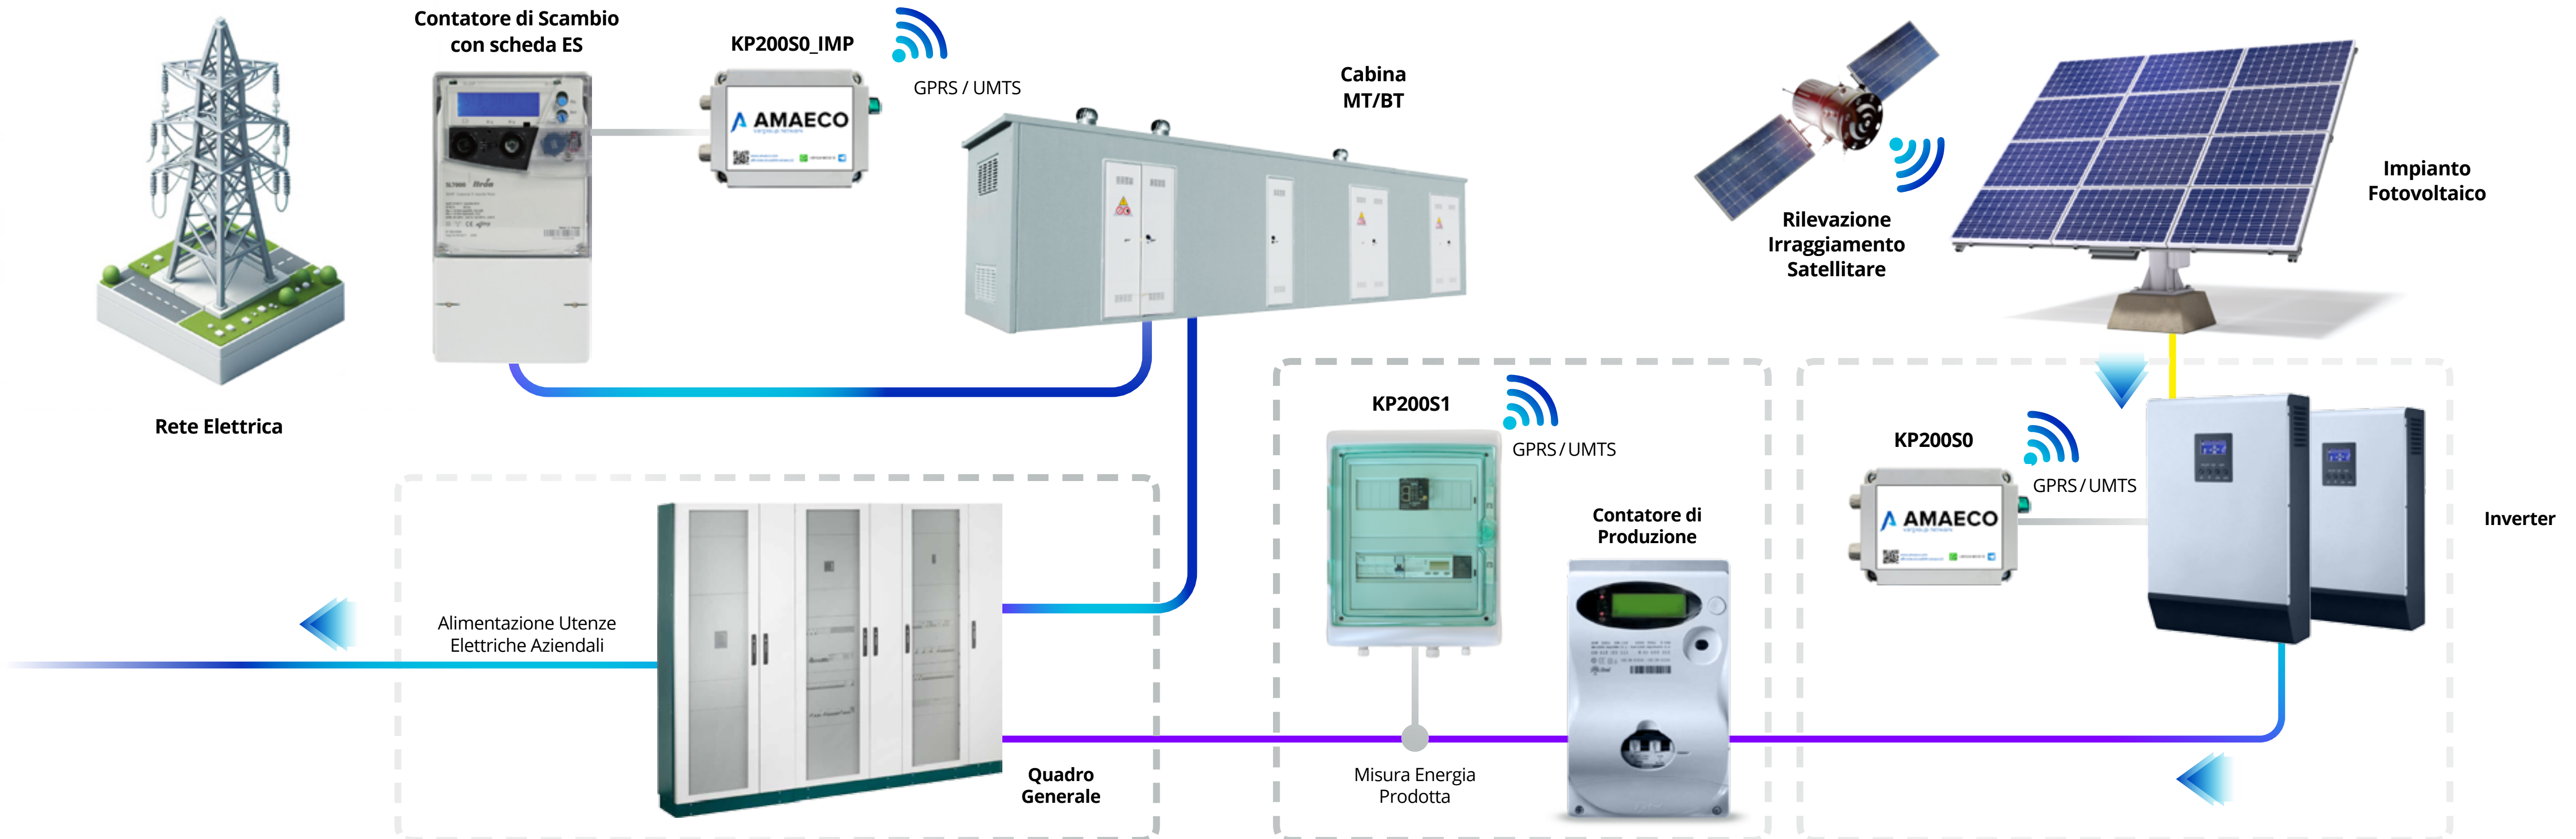 Contatore di Scambio
con scheda ES
KP200S0_IMP
GPRS / UMTS
AMAECO
Cabina
MT/BT
Rilevazione
Irraggiamento
Satellitare
Impianto
Fotovoltaico
SL7000 Itron
Rete Elettrica
KP200S1
GPRS / UMTS
Contatore di
Produzione
KP200S0
GPRS / UMTS
AMAECO
Inverter
Alimentazione Utenze
Elettriche Aziendali
Quadro
Generale
Misura Energia
Prodotta